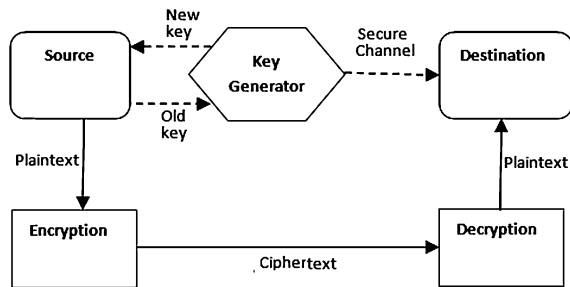 New
key
Source
Key
Generator
Secure
Channel
Destination
Old
key
Plaintext
Plaintext
Encryption
Ciphertext
Decryption